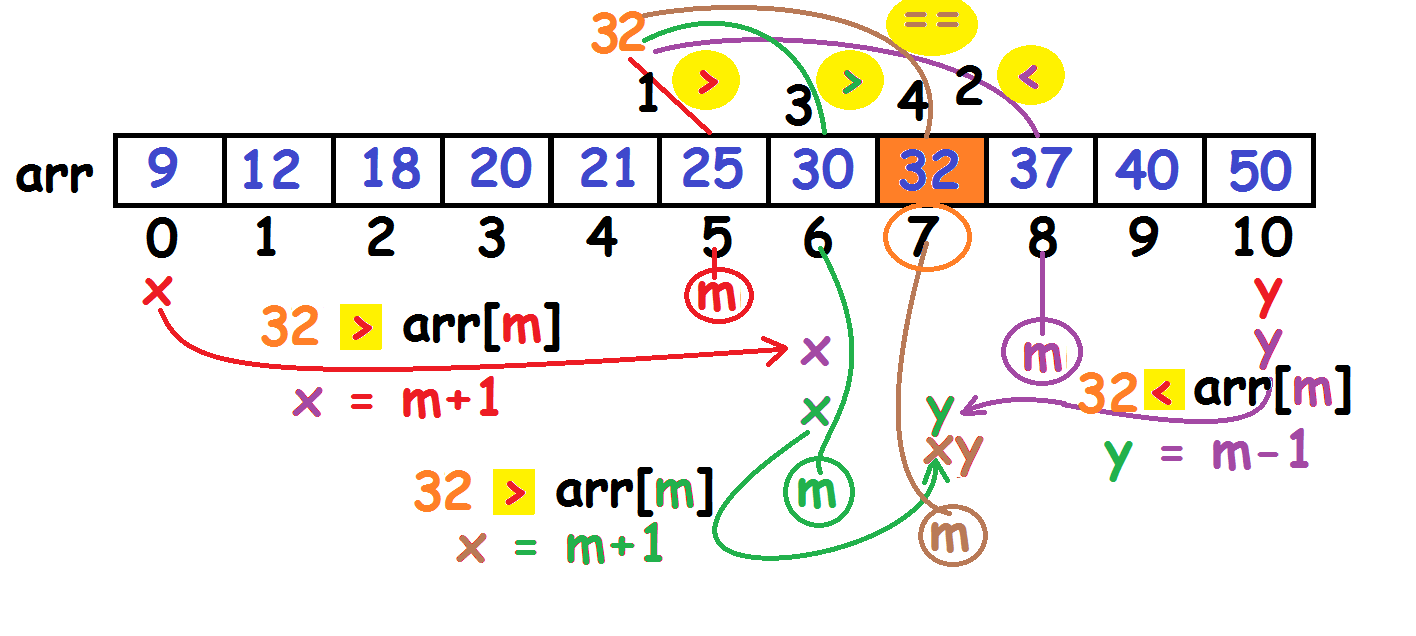 32 ==
1 > 3 > 4 2 <
arr 9 12 18 20 21 25 30 32 37 40 50
0 1 2 3 4 5 6 7 8 9 10
x m y
32 > arr[m] x m y
x = m+1 x y 32 < arr[m]
xy y = m-1
32 > arr[m] m
x = m+1 m